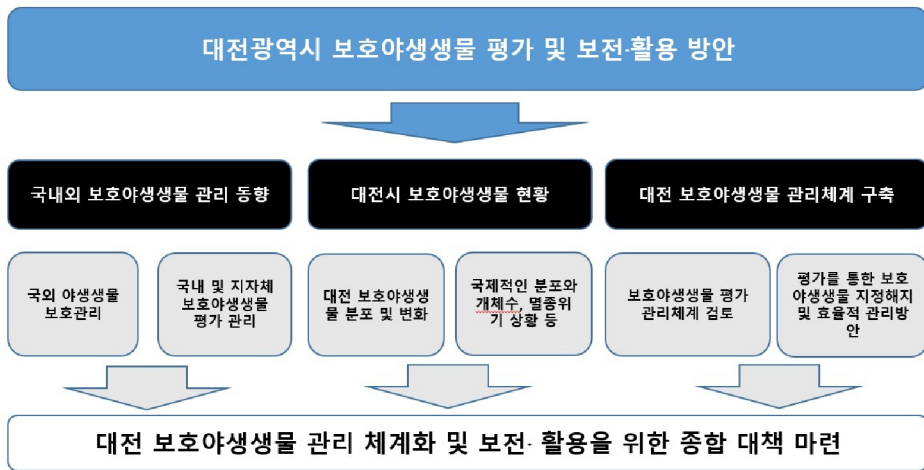 대전광역시 보호야생생물 평가 및 보전·활용 방안
국내외 보호야생생물 관리 동향
대전시 보호야생생물 현황
대전 보호야생생물 관리체계 구축
국외 야생생물
보호관리
국내 및 지자체
보호야생생물
평가 관리
대전 보호야생생
물 분포 및 변화
국제적인 분포와
개체수, 멸종위
기 상황 등
보호야생생물 평가
관리체계 검토
평가를 통한 보호
야생생물 지정해지
및 효율적 관리방
안
대전 보호야생생물 관리 체계화 및 보전· 활용을 위한 종합 대책 마련